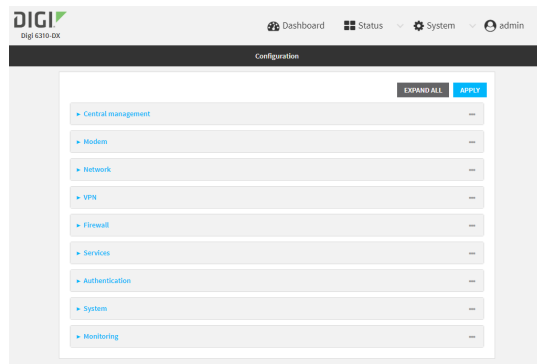 DIGI
Digi 6310-DX
Dashboard Status System admin
Configuration
EXPAND ALL APPLY
Central management
Modem
Network
VPN
Firewall
Services
Authentication
System
Monitoring